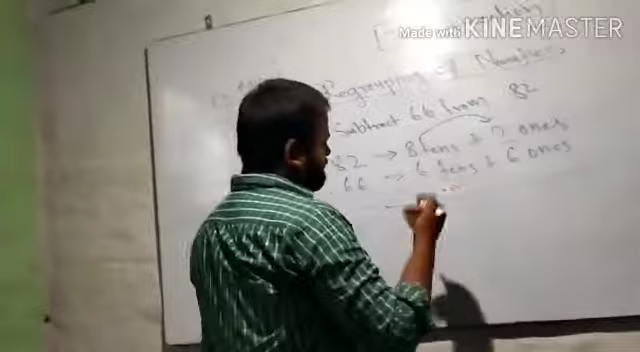 Made with KINEMASTER
Regrouping of Numbers
Subtract 66 from 82
82 → 8 tens + 2 ones
66 → 6 tens + 6 ones